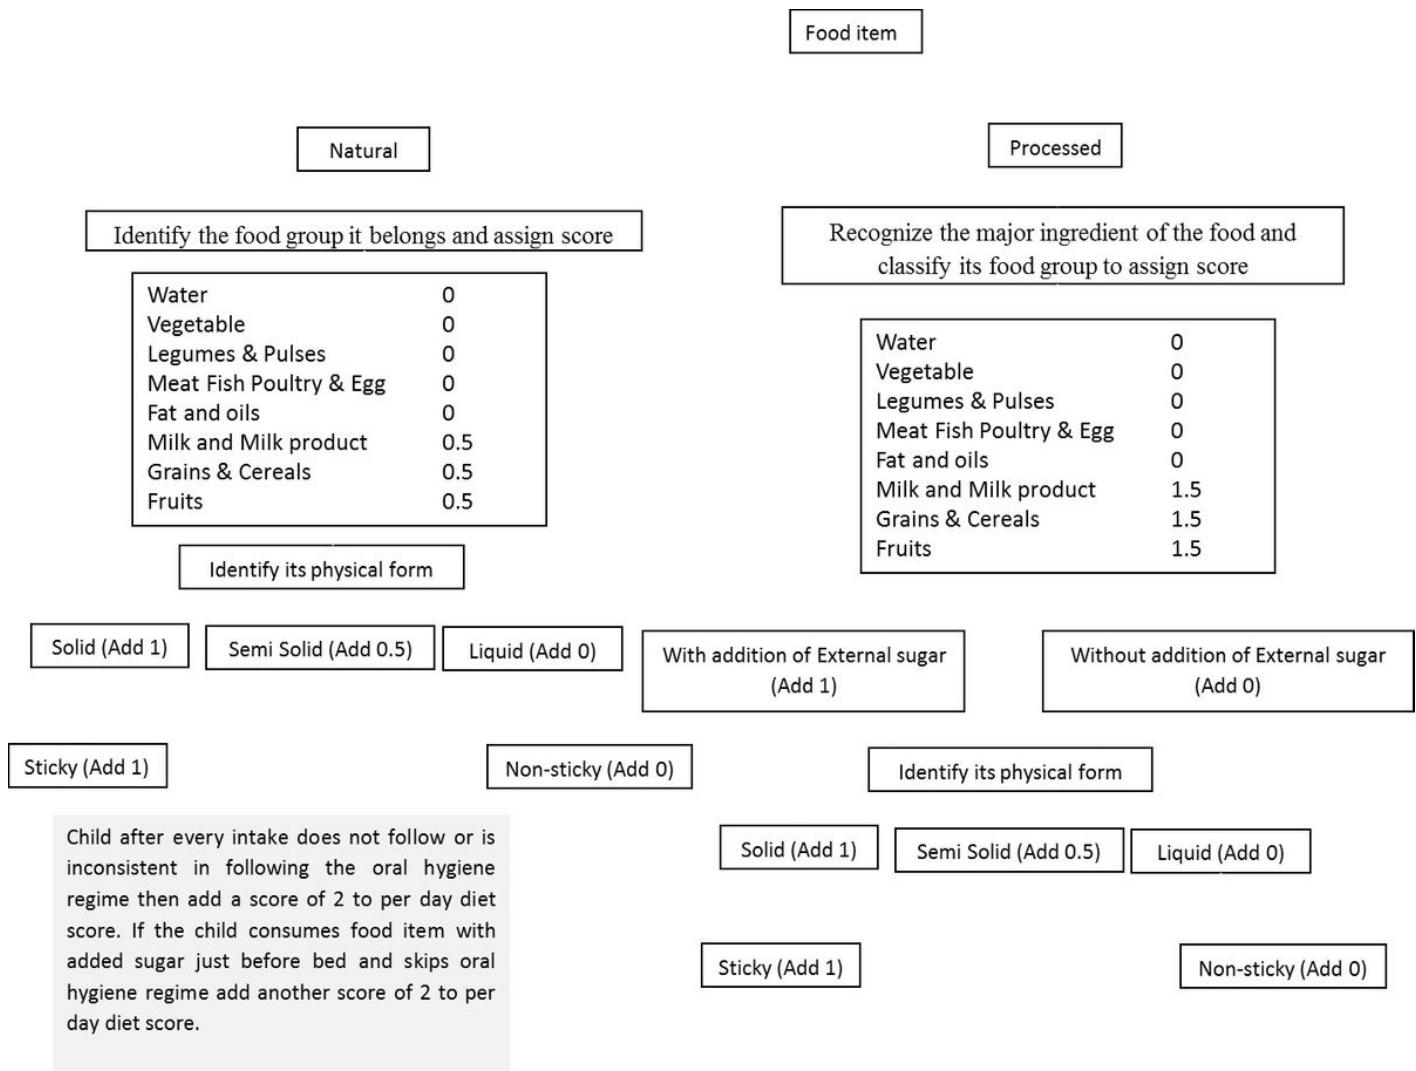 Food item
Natural
Processed
Identify the food group it belongs and assign score
Recognize the major ingredient of the food and
classify its food group to assign score
Water 0
Vegetable 0
Legumes & Pulses 0
Meat Fish Poultry & Egg 0
Fat and oils 0
Milk and Milk product 0.5
Grains & Cereals 0.5
Fruits 0.5
Water 0
Vegetable 0
Legumes & Pulses 0
Meat Fish Poultry & Egg 0
Fat and oils 0
Milk and Milk product 1.5
Grains & Cereals 1.5
Fruits 1.5
Identify its physical form
Solid (Add 1)
Semi Solid (Add 0.5)
Liquid (Add 0)
With addition of External sugar
(Add 1)
Without addition of External sugar
(Add 0)
Sticky (Add 1)
Non-sticky (Add 0)
Identify its physical form
Child after every intake does not follow or is
inconsistent in following the oral hygiene
regime then add a score of 2 to per day diet
score. If the child consumes food item with
added sugar just before bed and skips oral
hygiene regime add another score of 2 to per
day diet score.
Solid (Add 1)
Semi Solid (Add 0.5)
Liquid (Add 0)
Sticky (Add 1)
Non-sticky (Add 0)